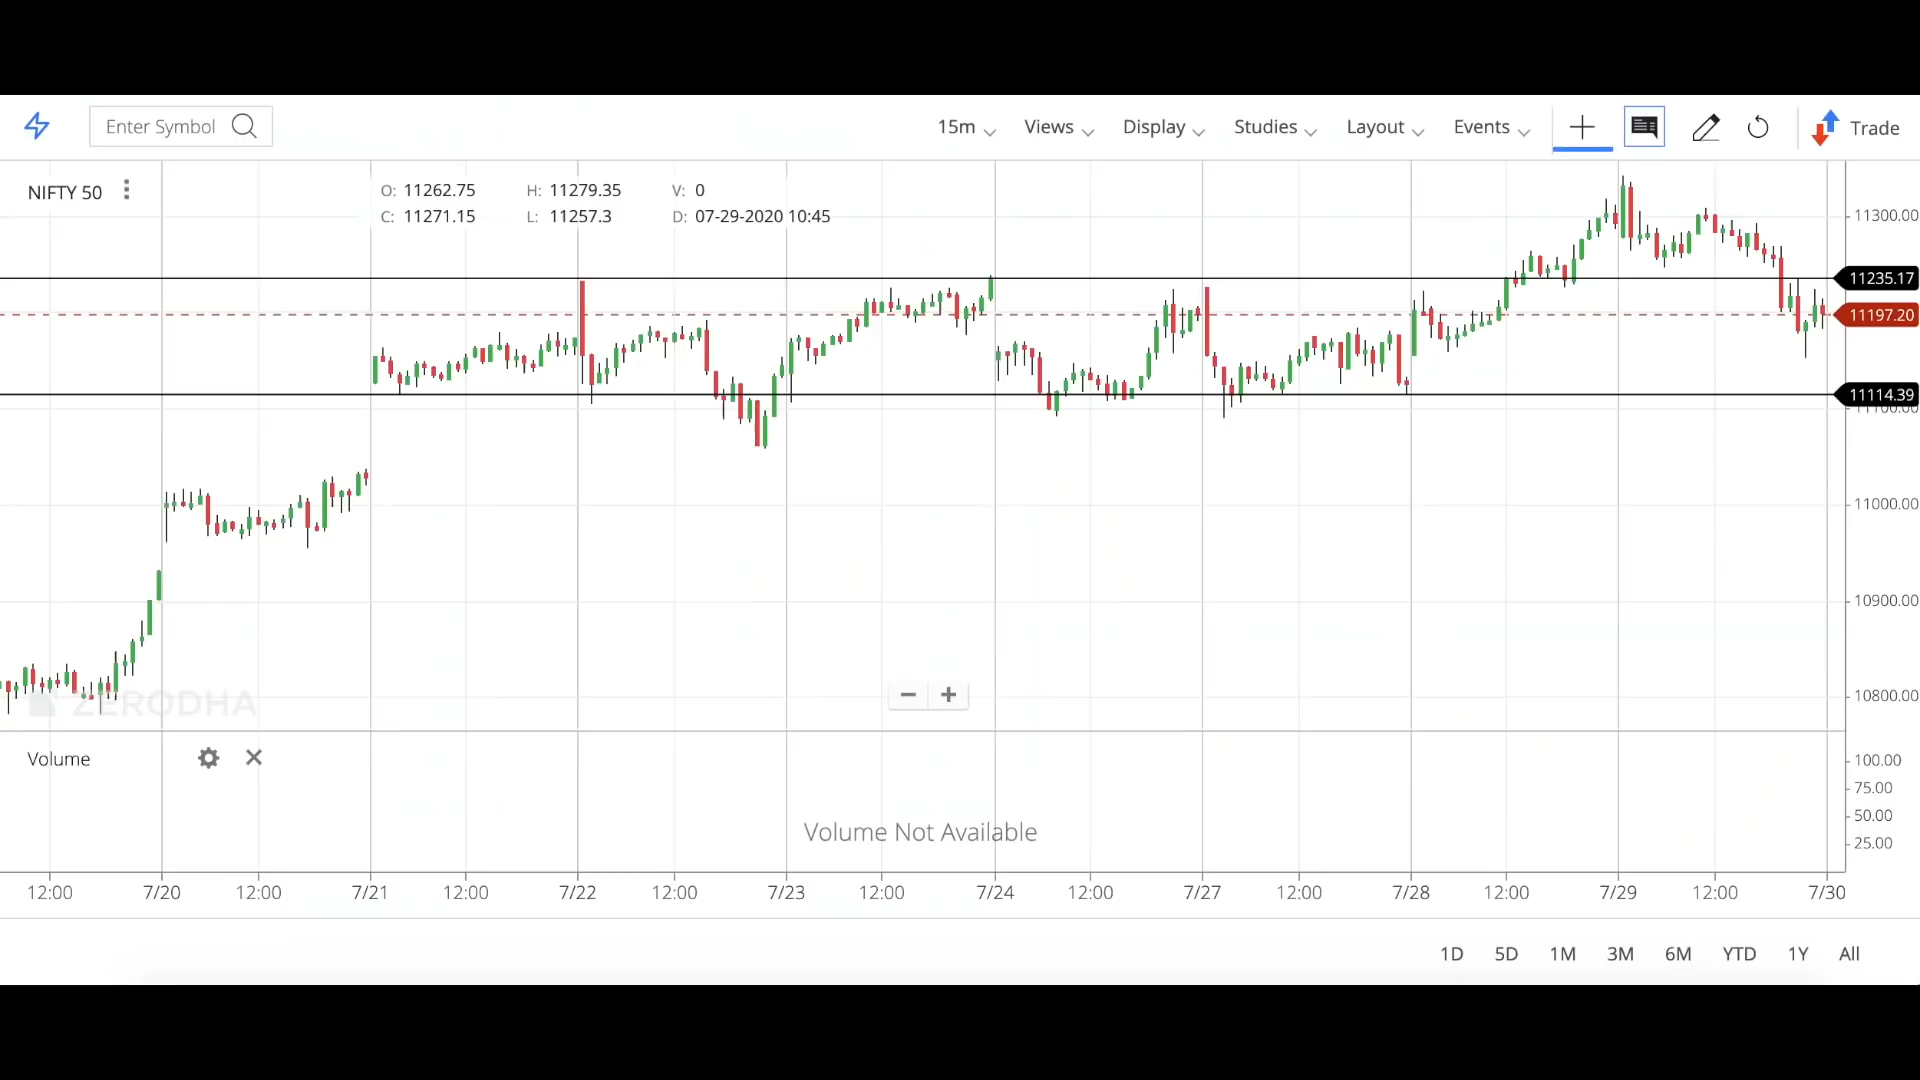 Enter Symbol
15m Views Display Studies Layout Events Trade
NIFTY 50
O: 11262.75 H: 11279.35 V: 0
C: 11271.15 L: 11257.3 D: 07-29-2020 10:45
11300.00
11235.17
11197.20
11114.39
11100.00
11000.00
10900.00
10800.00
ZERODHA
Volume
100.00
75.00
50.00
25.00
Volume Not Available
12:00 7/20 12:00 7/21 12:00 7/22 12:00 7/23 12:00 7/24 12:00 7/27 12:00 7/28 12:00 7/29 12:00 7/30
1D 5D 1M 3M 6M YTD 1Y All